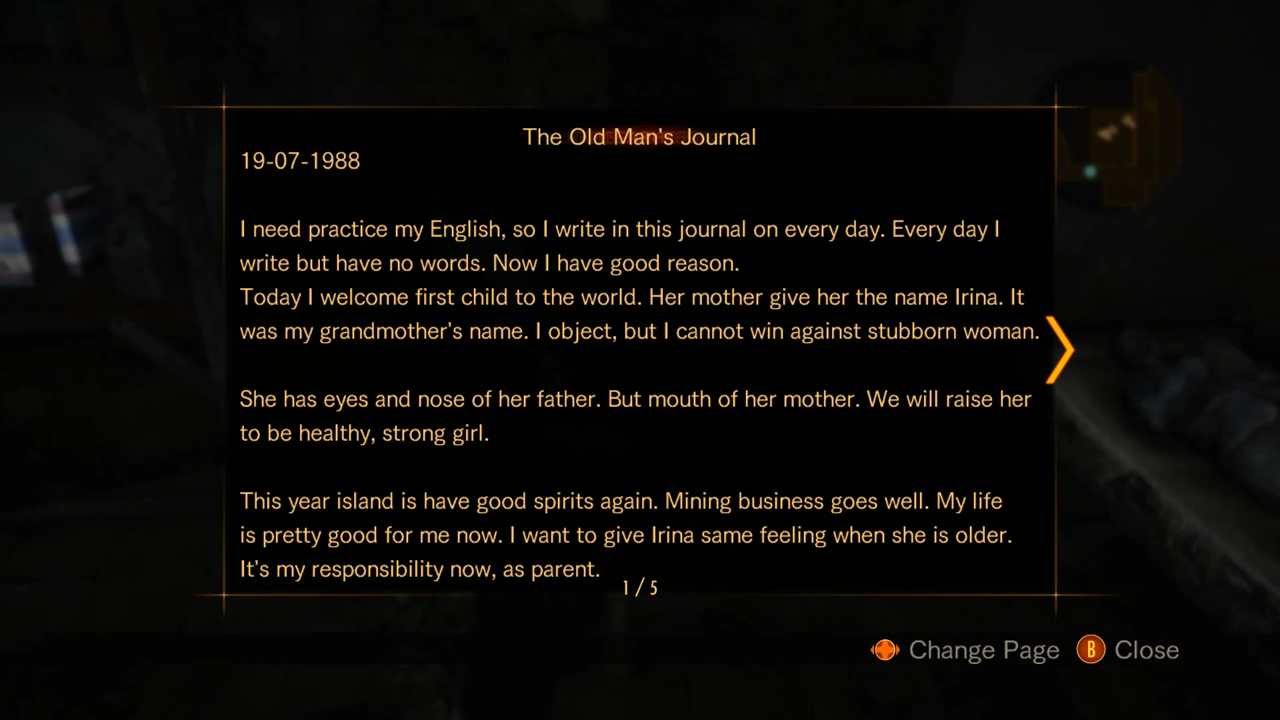 The Old Man's Journal
19-07-1988
I need practice my English, so I write in this journal on every day. Every day I
write but have no words. Now I have good reason.
Today I welcome first child to the world. Her mother give her the name Irina. It
was my grandmother's name. I object, but I cannot win against stubborn woman.
She has eyes and nose of her father. But mouth of her mother. We will raise her
to be healthy, strong girl.
This year island is have good spirits again. Mining business goes well. My life
is pretty good for me now. I want to give Irina same feeling when she is older.
It's my responsibility now, as parent.
1 / 5
Change Page B Close